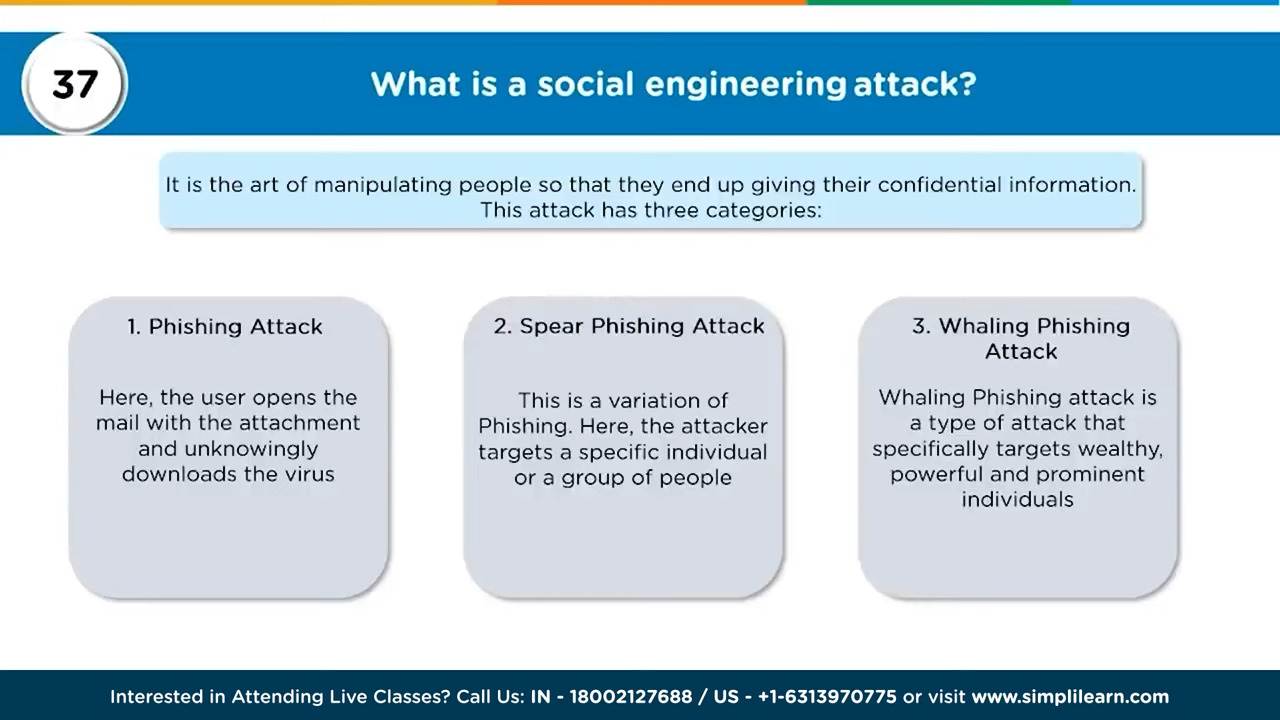 37
What is a social engineering attack?
It is the art of manipulating people so that they end up giving their confidential information.
This attack has three categories:
1. Phishing Attack
Here, the user opens the
mail with the attachment
and unknowingly
downloads the virus
2. Spear Phishing Attack
This is a variation of
Phishing. Here, the attacker
targets a specific individual
or a group of people
3. Whaling Phishing
Attack
Whaling Phishing attack is
a type of attack that
specifically targets wealthy,
powerful and prominent
individuals
Interested in Attending Live Classes? Call Us: IN - 18002127688 / US - +1-6313970775 or visit www.simplilearn.com